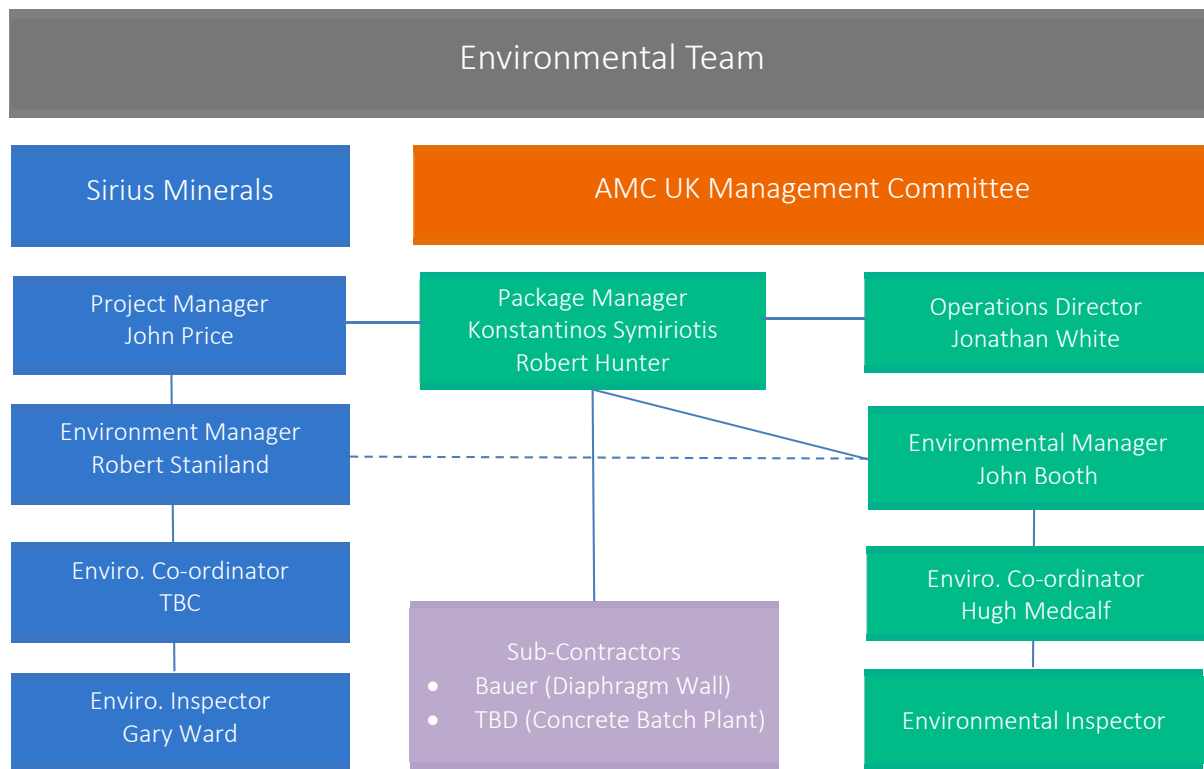 Environmental Team
Sirius Minerals
AMC UK Management Committee
Project Manager
John Price
Package Manager
Konstantinos Symiriotis
Robert Hunter
Operations Director
Jonathan White
Environment Manager
Robert Staniland
Environmental Manager
John Booth
Enviro. Co-ordinator
TBC
Enviro. Co-ordinator
Hugh Medcalf
Sub-Contractors
• Bauer (Diaphragm Wall)
• TBD (Concrete Batch Plant)
Enviro. Inspector
Gary Ward
Environmental Inspector